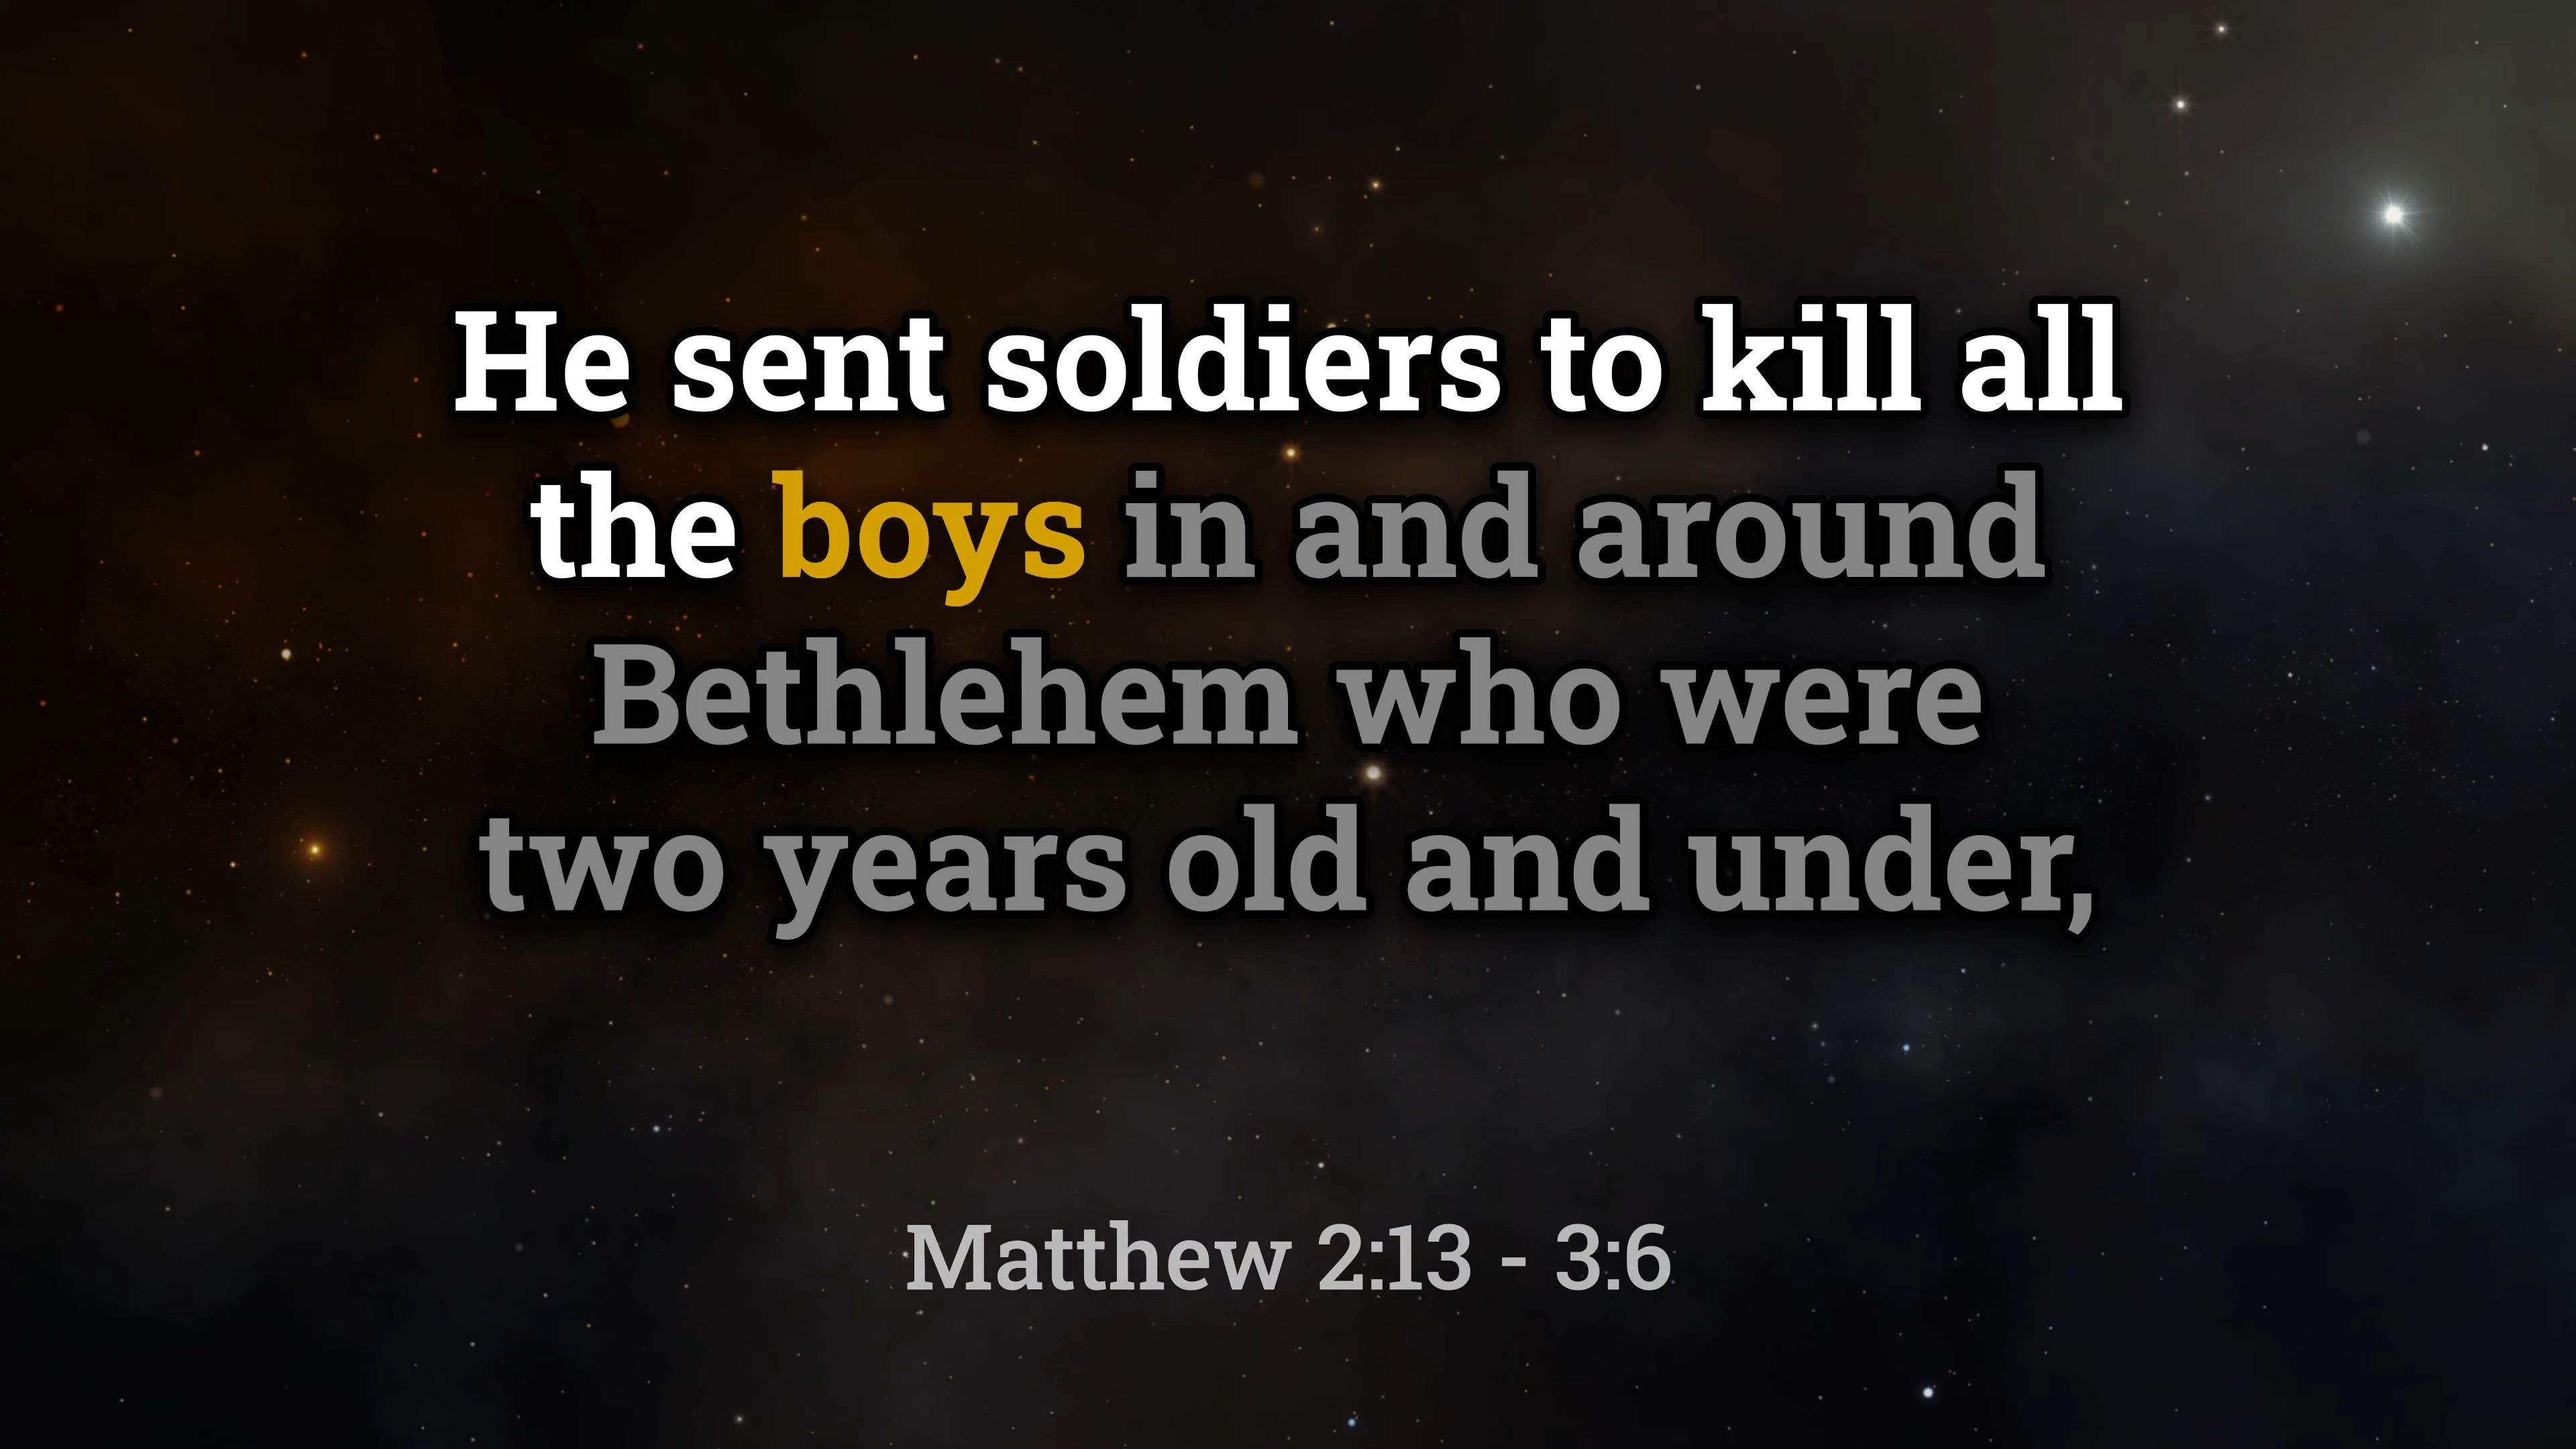 He sent soldiers to kill all
the boys in and around
Bethlehem who were
two years old and under,
Matthew 2:13 - 3:6